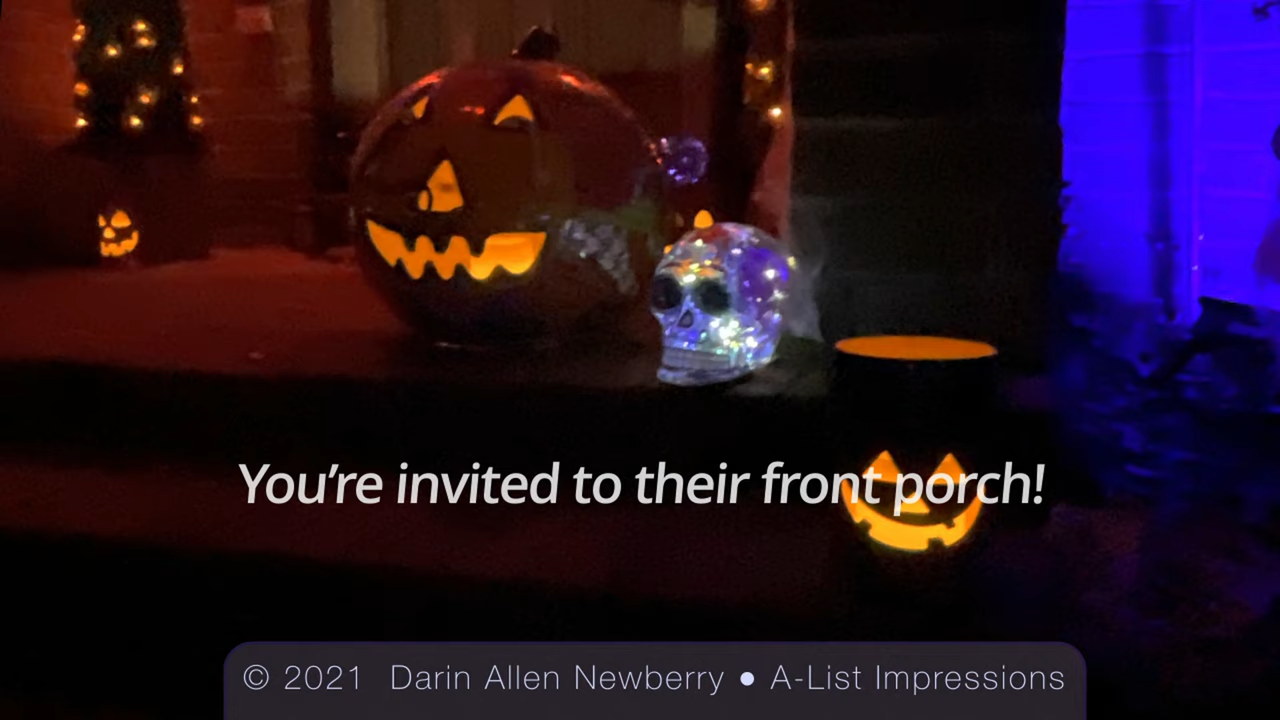 You’re invited to their front porch!
© 2021 Darin Allen Newberry • A-List Impressions